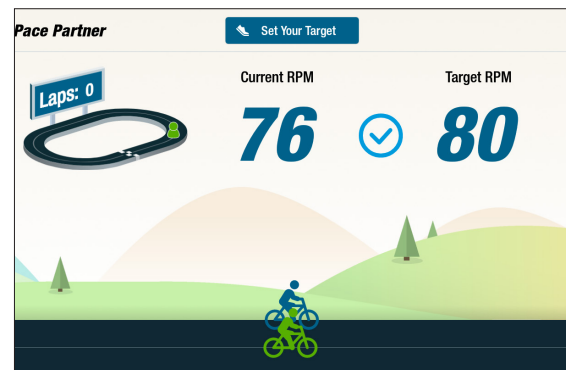 Pace Partner
Set Your Target
Laps: 0
Current RPM
Target RPM
76
80